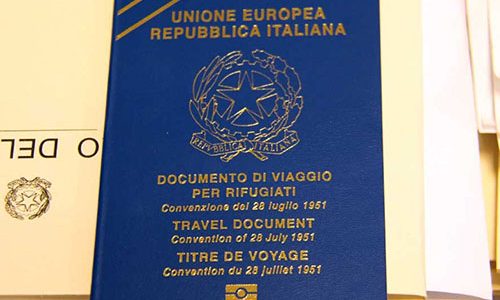 UNIONE EUROPEA
REPUBBLICA ITALIANA
REPUBBLICA ITALIANA
DOCUMENTO DI VIAGGIO
PER RIFUGIATI
Convenzione del 28 luglio 1951
TRAVEL DOCUMENT
Convention of 28 July 1951
TITRE DE VOYAGE
Convention du 28 juillet 1951
O DEL